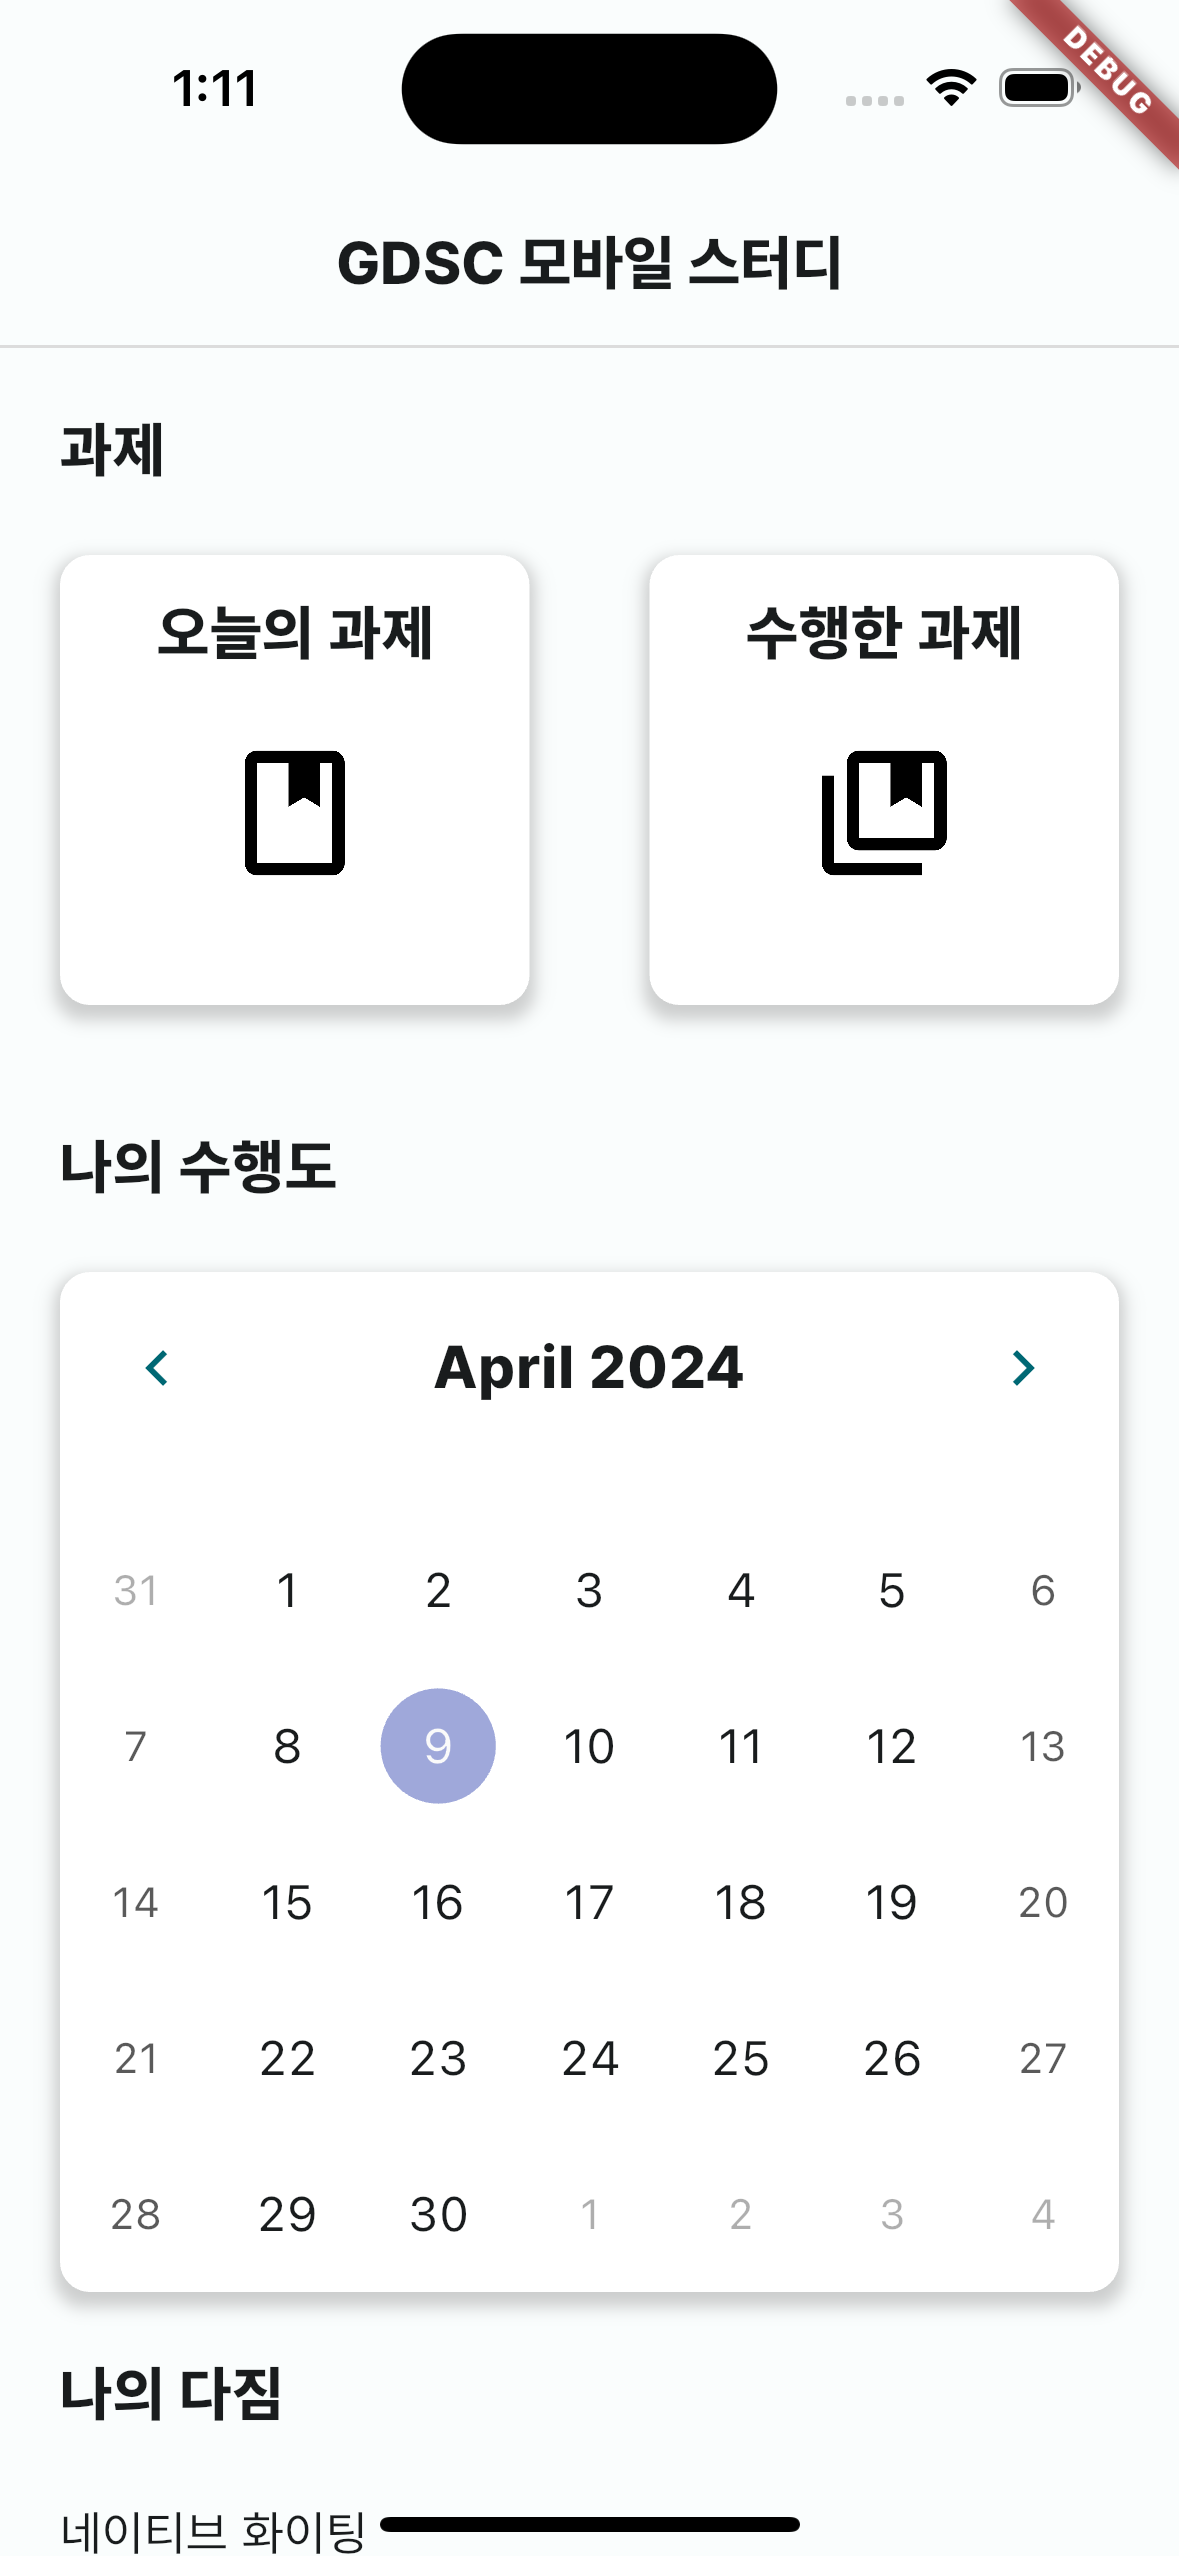 1:11
DEBUG
GDSC 모바일 스터디
과제
오늘의 과제 수행한 과제
나의 수행도
April 2024
31 1 2 3 4 5 6
7 8 9 10 11 12 13
14 15 16 17 18 19 20
21 22 23 24 25 26 27
28 29 30 1 2 3 4
나의 다짐
네이티브 화이팅